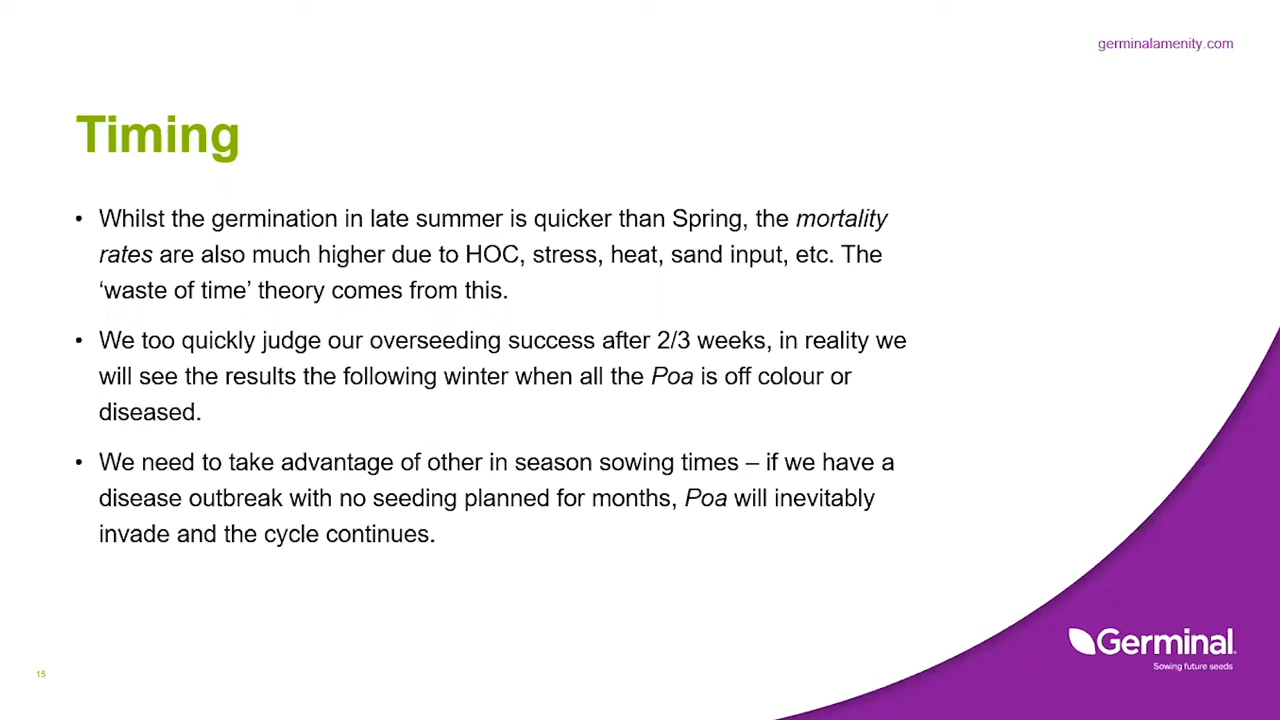 germinalamenity.com
Timing
• Whilst the germination in late summer is quicker than Spring, the mortality
rates are also much higher due to HOC, stress, heat, sand input, etc. The
‘waste of time’ theory comes from this.
• We too quickly judge our overseeding success after 2/3 weeks, in reality we
will see the results the following winter when all the Poa is off colour or
diseased.
• We need to take advantage of other in season sowing times – if we have a
disease outbreak with no seeding planned for months, Poa will inevitably
invade and the cycle continues.
Germinal
Sowing future seeds
15